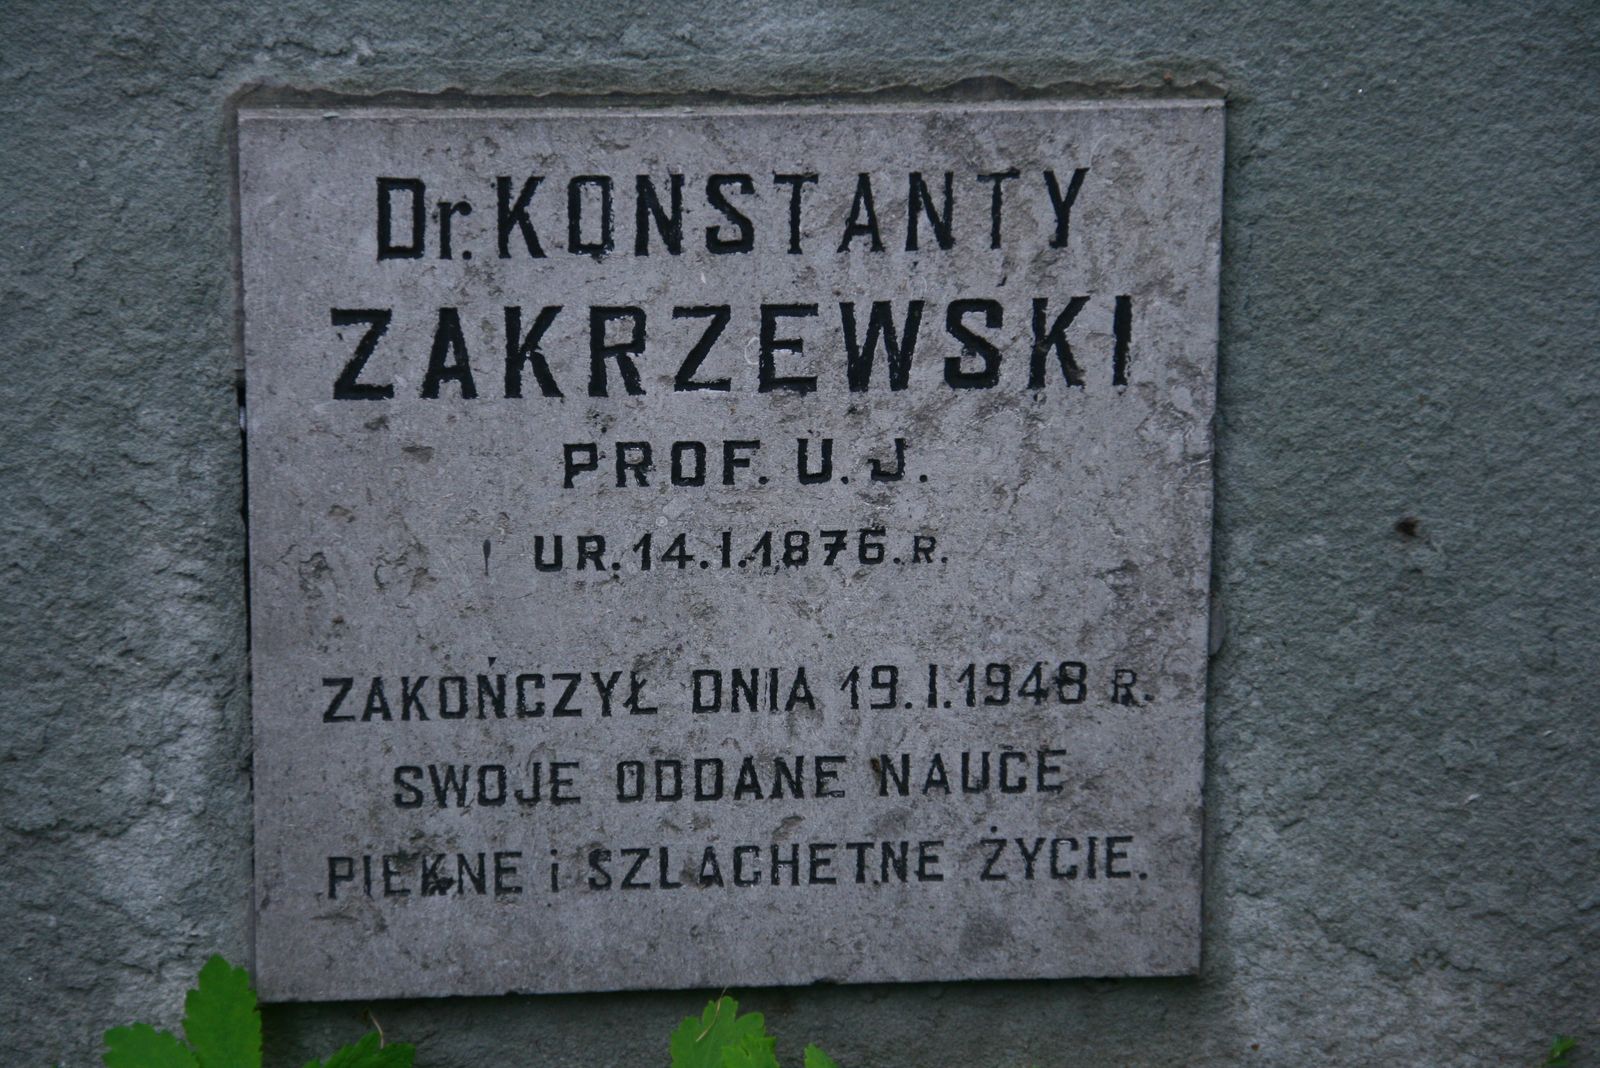 Dr. KONSTANTY
ZAKRZEWSKI
PROF. U. J.
UR. 14. I. 1876. R.
ZAKOŃCZYŁ DNIA 19. I. 1948 R.
SWOJE ODDANE NAUCE
PIĘKNE i SZLACHETNE ŻYCIE.